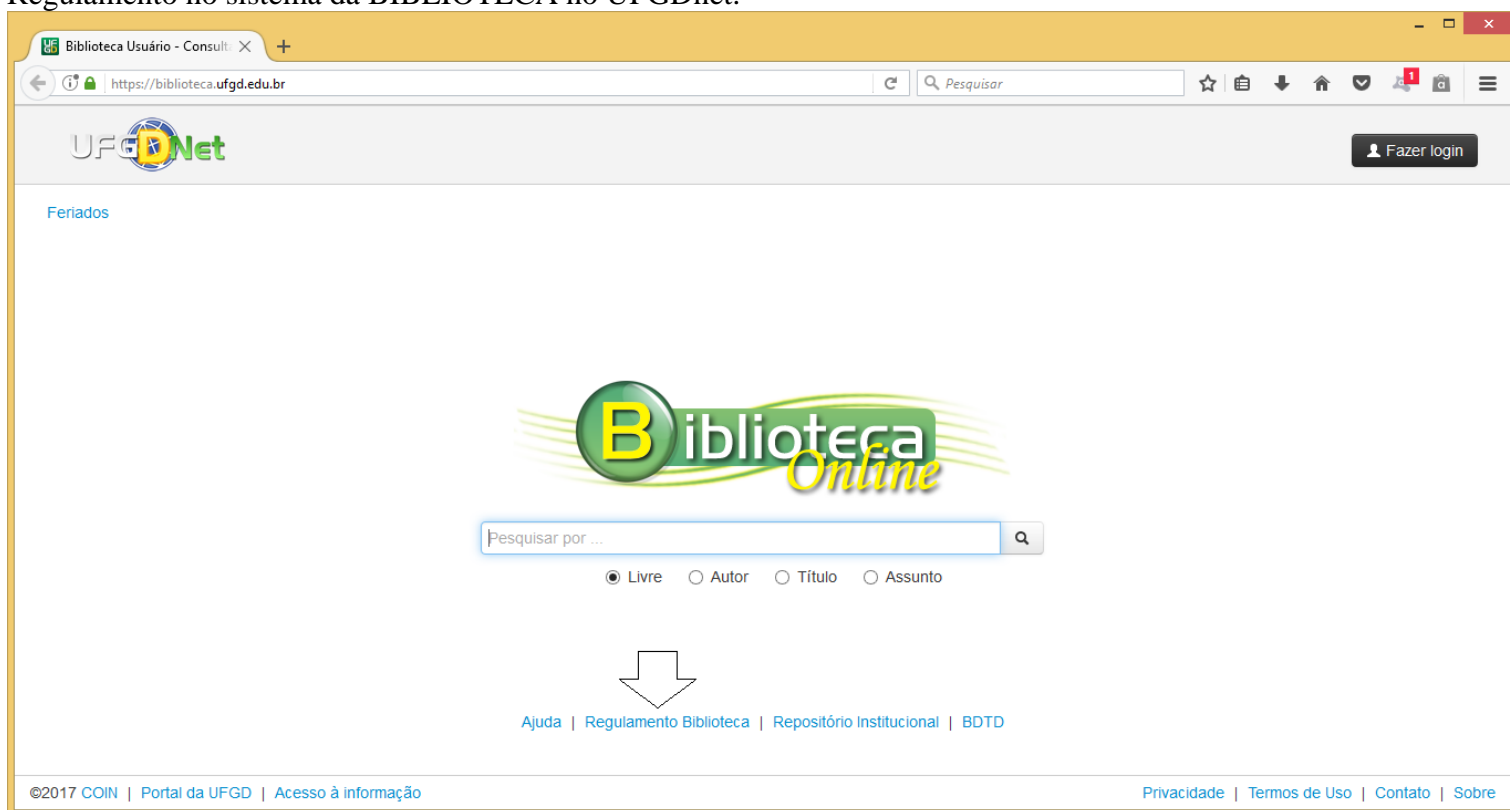 Regulamento no sistema da BIBLIOTECA no UFGDnet:
Biblioteca Usuário - Consult
https://biblioteca.ufgd.edu.br
Pesquisar
1
UFGDNet
Fazer login
Feriados
Biblioteca
Online
Pesquisar por ...
Livre Autor Título Assunto
Ajuda | Regulamento Biblioteca | Repositório Institucional | BDTD
©2017 COIN | Portal da UFGD | Acesso à informação
Privacidade | Termos de Uso | Contato | Sobre